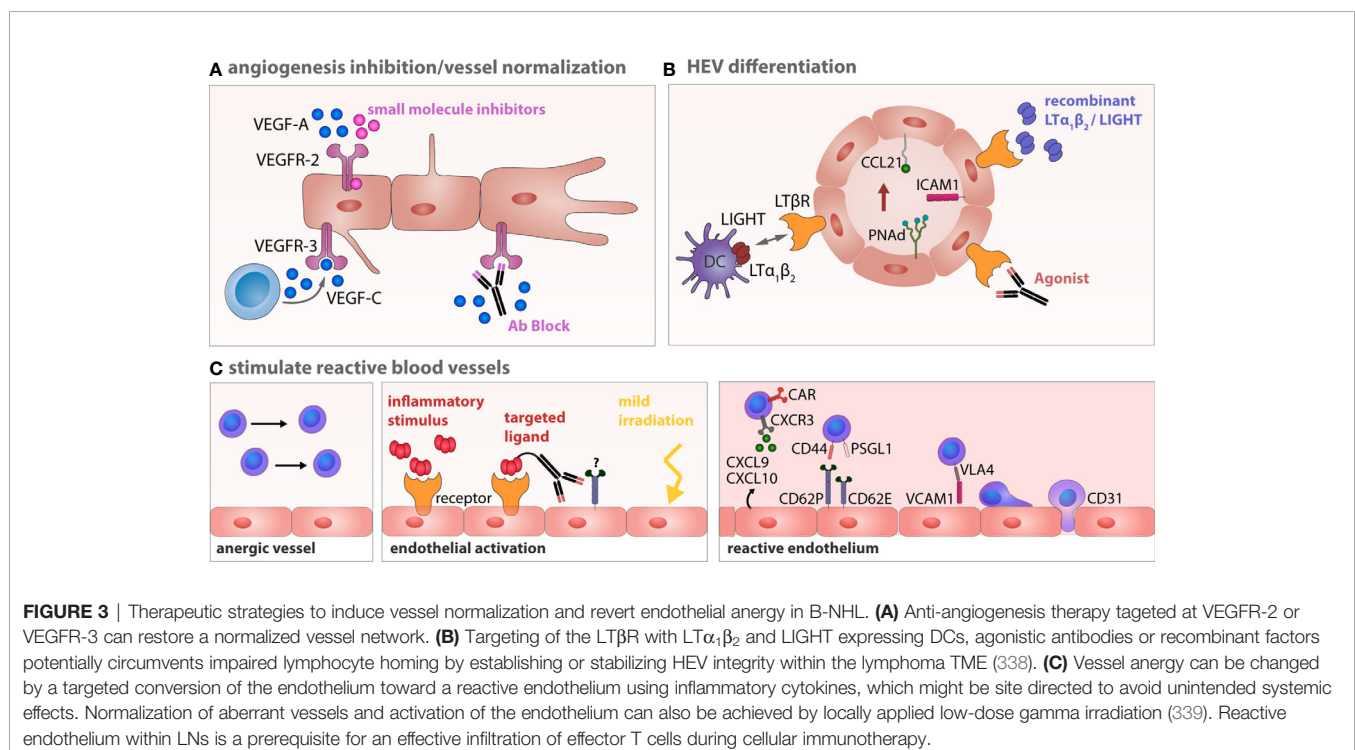 A angiogenesis inhibition/vessel normalization
small molecule inhibitors
VEGF-A
VEGFR-2
VEGFR-3
VEGF-C
Ab Block
B HEV differentiation
recombinant
LTα₁β₂ / LIGHT
CCL21
ICAM1
LTβR
LIGHT
PNAd
DC
LTα₁β₂
Agonist
C stimulate reactive blood vessels
anergic vessel
inflammatory
stimulus
targeted
ligand
mild
irradiation
?
receptor
endothelial activation
CAR
CXCR3
CD44
PSGL1
CXCL9
CXCL10
VLA4
CD62P
CD62E
VCAM1
CD31
reactive endothelium
FIGURE 3 | Therapeutic strategies to induce vessel normalization and revert endothelial anergy in B-NHL. (A) Anti-angiogenesis therapy tageted at VEGFR-2 or
VEGFR-3 can restore a normalized vessel network. (B) Targeting of the LTβR with LTα₁β₂ and LIGHT expressing DCs, agonistic antibodies or recombinant factors
potentially circumvents impaired lymphocyte homing by establishing or stabilizing HEV integrity within the lymphoma TME (338). (C) Vessel anergy can be changed
by a targeted conversion of the endothelium toward a reactive endothelium using inflammatory cytokines, which might be site directed to avoid unintended systemic
effects. Normalization of aberrant vessels and activation of the endothelium can also be achieved by locally applied low-dose gamma irradiation (339). Reactive
endothelium within LNs is a prerequisite for an effective infiltration of effector T cells during cellular immunotherapy.